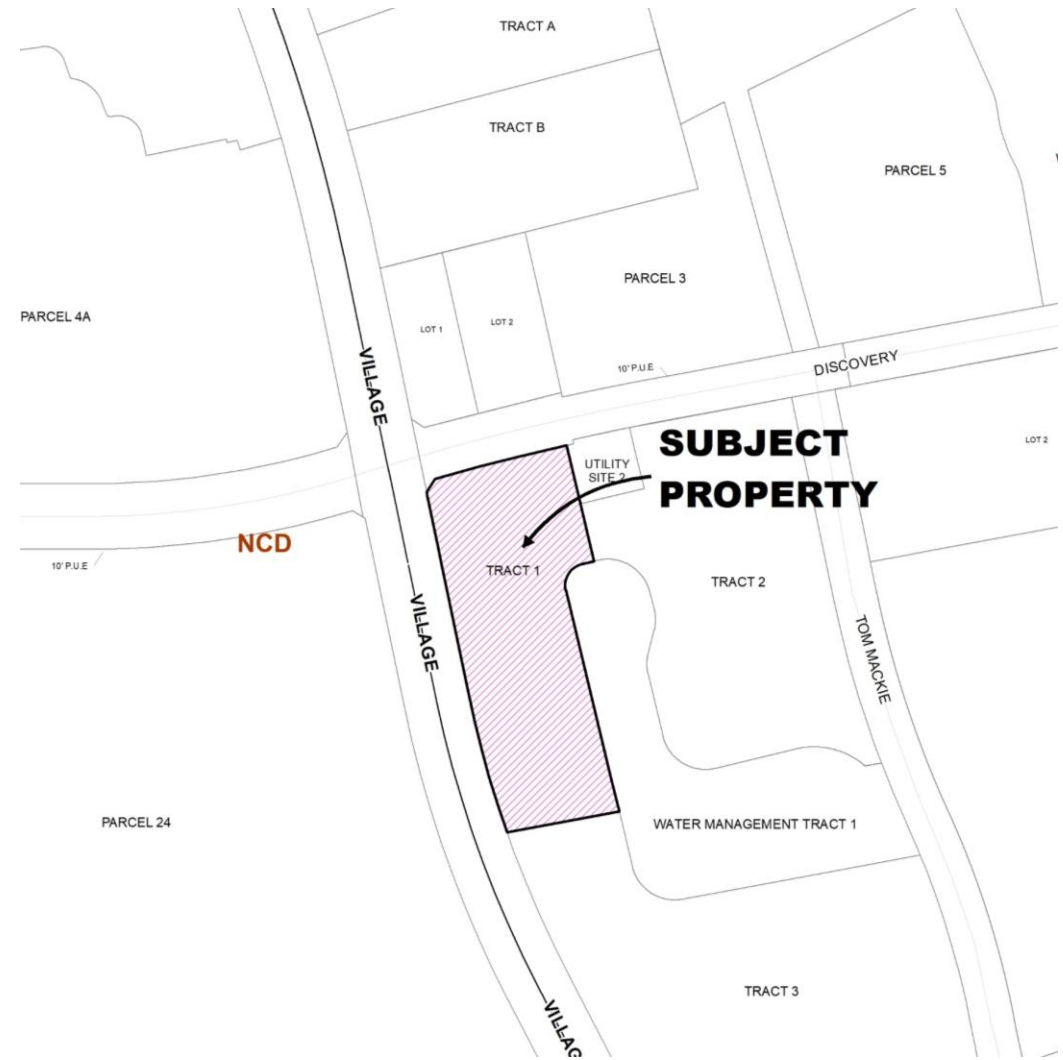 TRACT A
TRACT B
PARCEL 5
PARCEL 3
PARCEL 4A
LOT 1
LOT 2
VILLAGE
10' P.U.E
DISCOVERY
SUBJECT
PROPERTY
UTILITY
SITE 2
LOT 2
NCD
10' P.U.E
TRACT 1
TRACT 2
VILLAGE
TOM MACKIE
PARCEL 24
WATER MANAGEMENT TRACT 1
TRACT 3
VILLAG